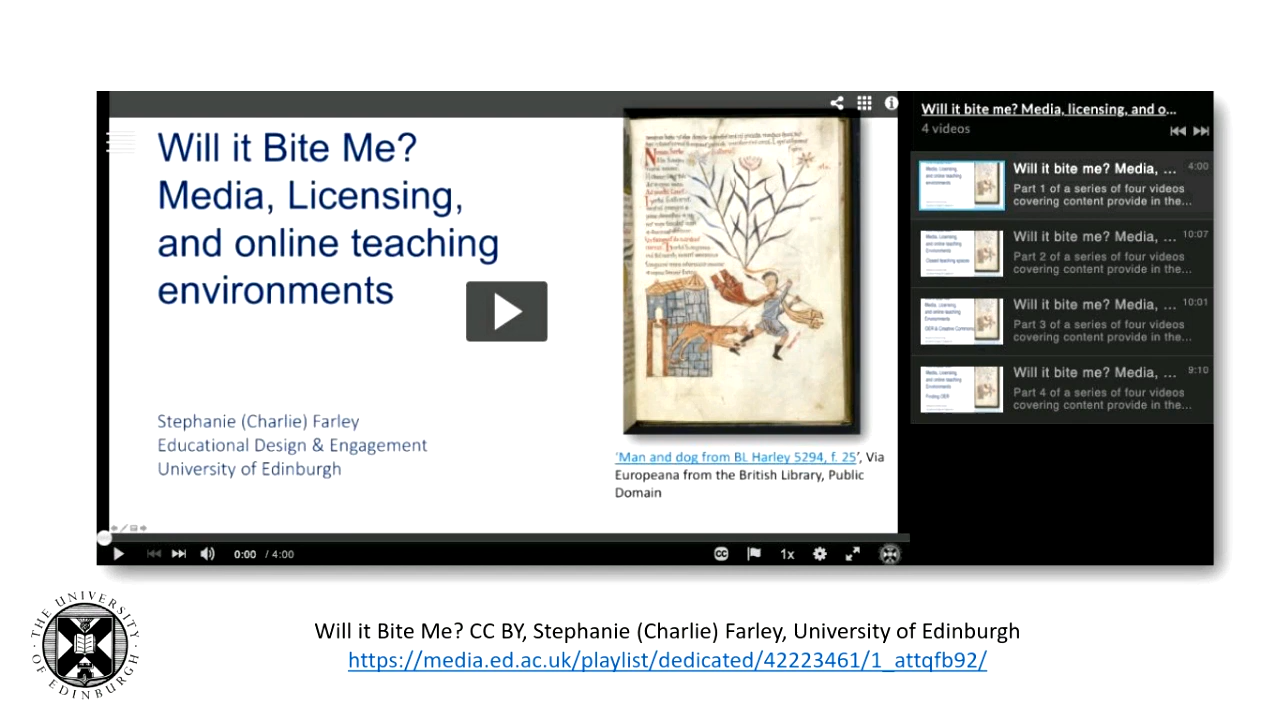 Will it Bite Me?
Media, Licensing,
and online teaching
environments
Stephanie (Charlie) Farley
Educational Design & Engagement
University of Edinburgh
'Man and dog from BL Harley 5294, f. 25', Via
Europeana from the British Library, Public
Domain
0:00 / 4:00
CC
1x
Will it bite me? Media, licensing, and o...
4 videos
Will it bite me? Media, ... 4:00
Part 1 of a series of four videos
covering content provide in the...
Will it bite me? Media, ... 10:07
Part 2 of a series of four videos
covering content provide in the...
Will it bite me? Media, ... 10:01
Part 3 of a series of four videos
covering content provide in the...
Will it bite me? Media, ... 9:10
Part 4 of a series of four videos
covering content provide in the...
THE UNIVERSITY
OF EDINBURGH
Will it Bite Me? CC BY, Stephanie (Charlie) Farley, University of Edinburgh
https://media.ed.ac.uk/playlist/dedicated/42223461/1_attqfb92/